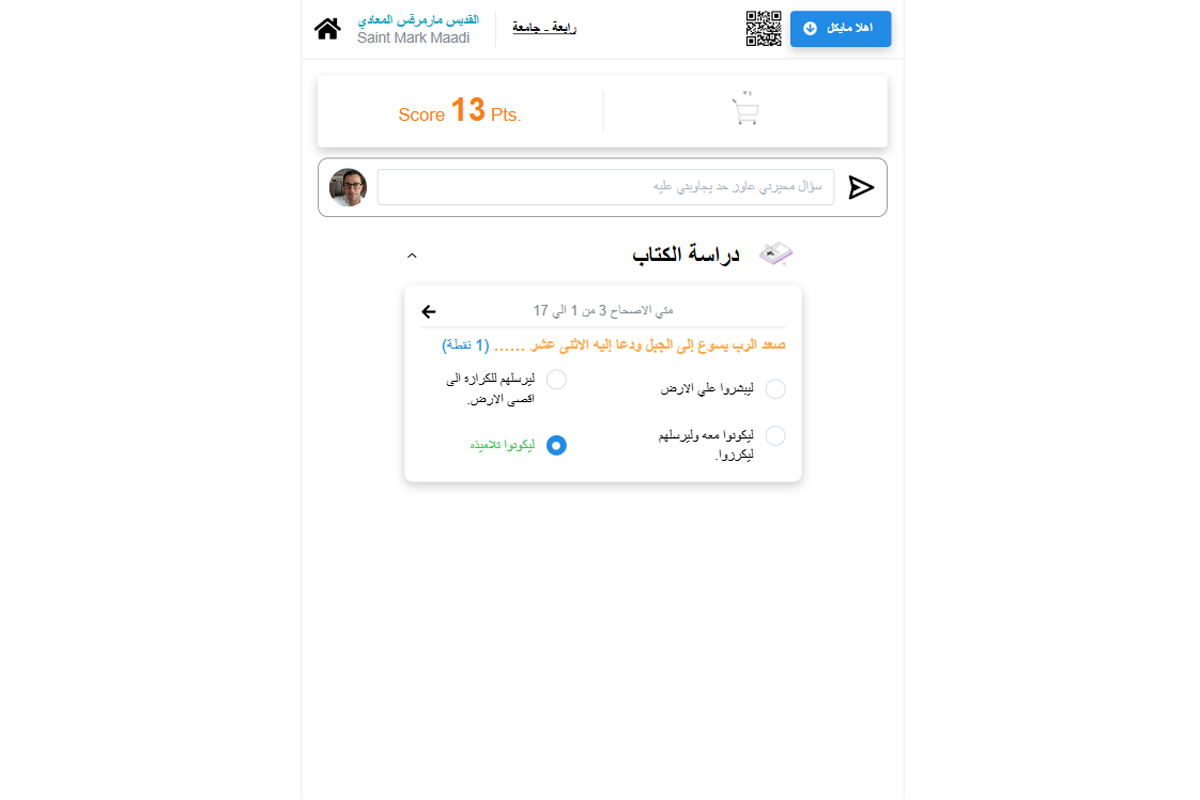 القديس مارمرقس المعادي
Saint Mark Maadi
رابعة - جامعة
اهلا مايكل
Score 13 Pts.
سؤال محيرني عاوز حد يجاوبني عليه
دراسة الكتاب
متي الاصحاح 3 من 1 الي 17
صعد الرب يسوع إلى الجبل ودعا إليه الاثنى عشر ...... (1 نقطة)
ليبشروا علي الارض
ليرسلهم للكرازة الى
اقصى الارض.
ليكونوا معه وليرسلهم
ليكرزوا.
ليكونوا تلاميذه